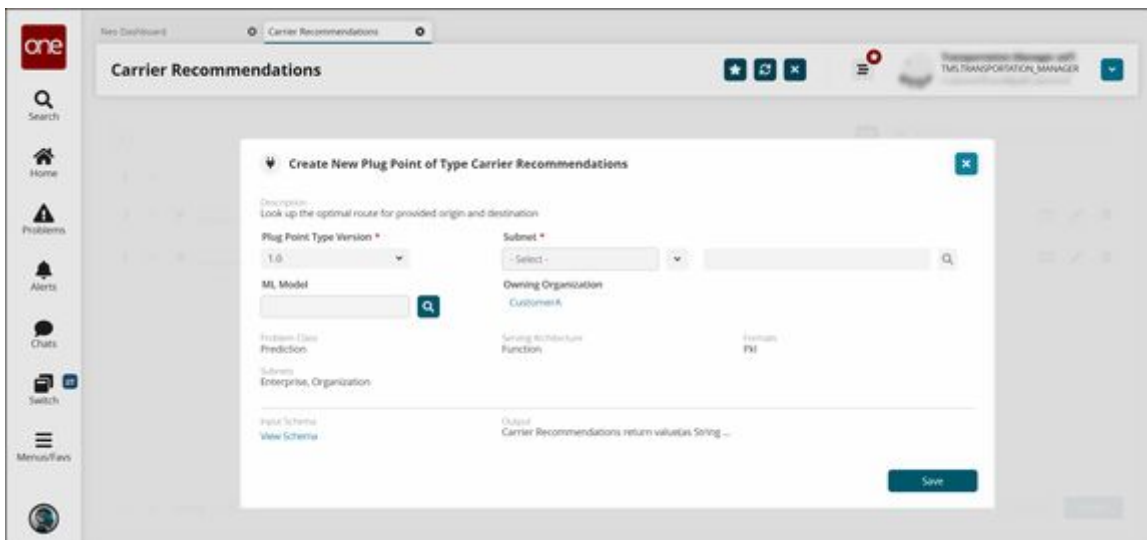 one
Neo Dashboard
Carrier Recommendations
Carrier Recommendations
TMS.TRANSPORTATION_MANAGER
Search
Home
Problems
Alerts
Chats
Switch
Menus/Favs
Create New Plug Point of Type Carrier Recommendations
Description
Look up the optimal route for provided origin and destination
Plug Point Type Version * Subnet *
1.0 - Select -
ML Model Owning Organization
CustomerA
Problem Class Serving Architecture Formats
Prediction Function Pkl
Subnets
Enterprise, Organization
Input Schema Output
View Schema Carrier Recommendations return value(as String ...
Save